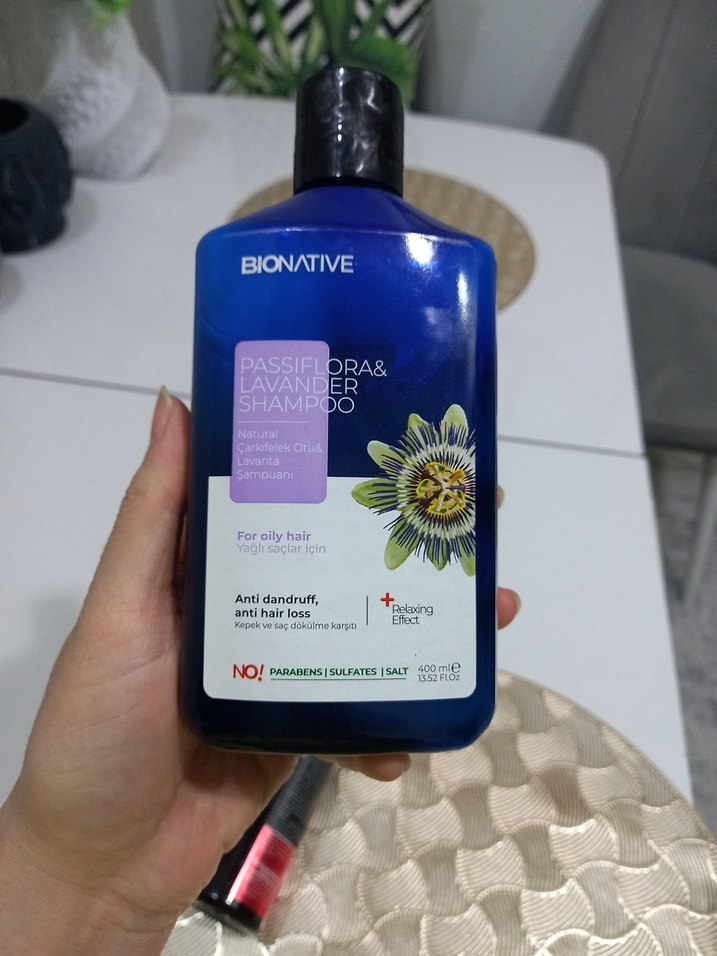 BIONATIVE
PASSIFLORA&
LAVANDER
SHAMPOO
Natural
Çarkıfelek Otu&
Lavanta
Şampuanı
For oily hair
Yağlı saçlar için
Anti dandruff,
anti hair loss
Kepek ve saç dökülme karşıtı
+ Relaxing
Effect
NO! PARABENS | SULFATES | SALT
400 ml e
13.52 Fl.Oz